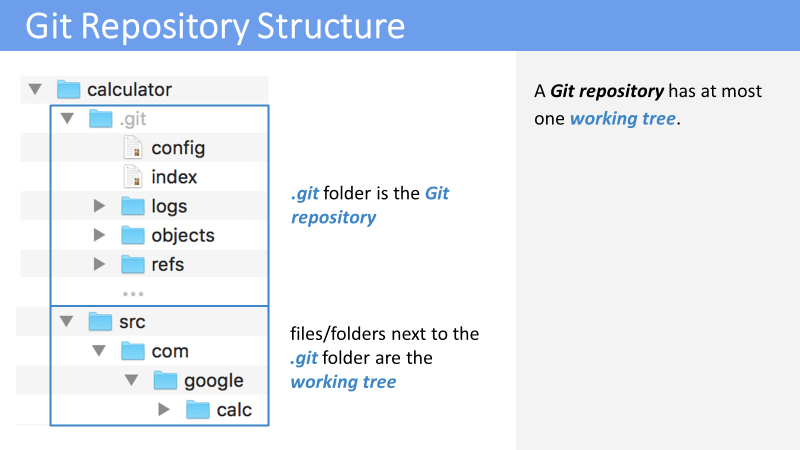 Git Repository Structure
calculator
.git
config
index
logs
objects
refs
...
src
com
google
calc
.git folder is the Git
repository
files/folders next to the
.git folder are the
working tree
A Git repository has at most
one working tree.